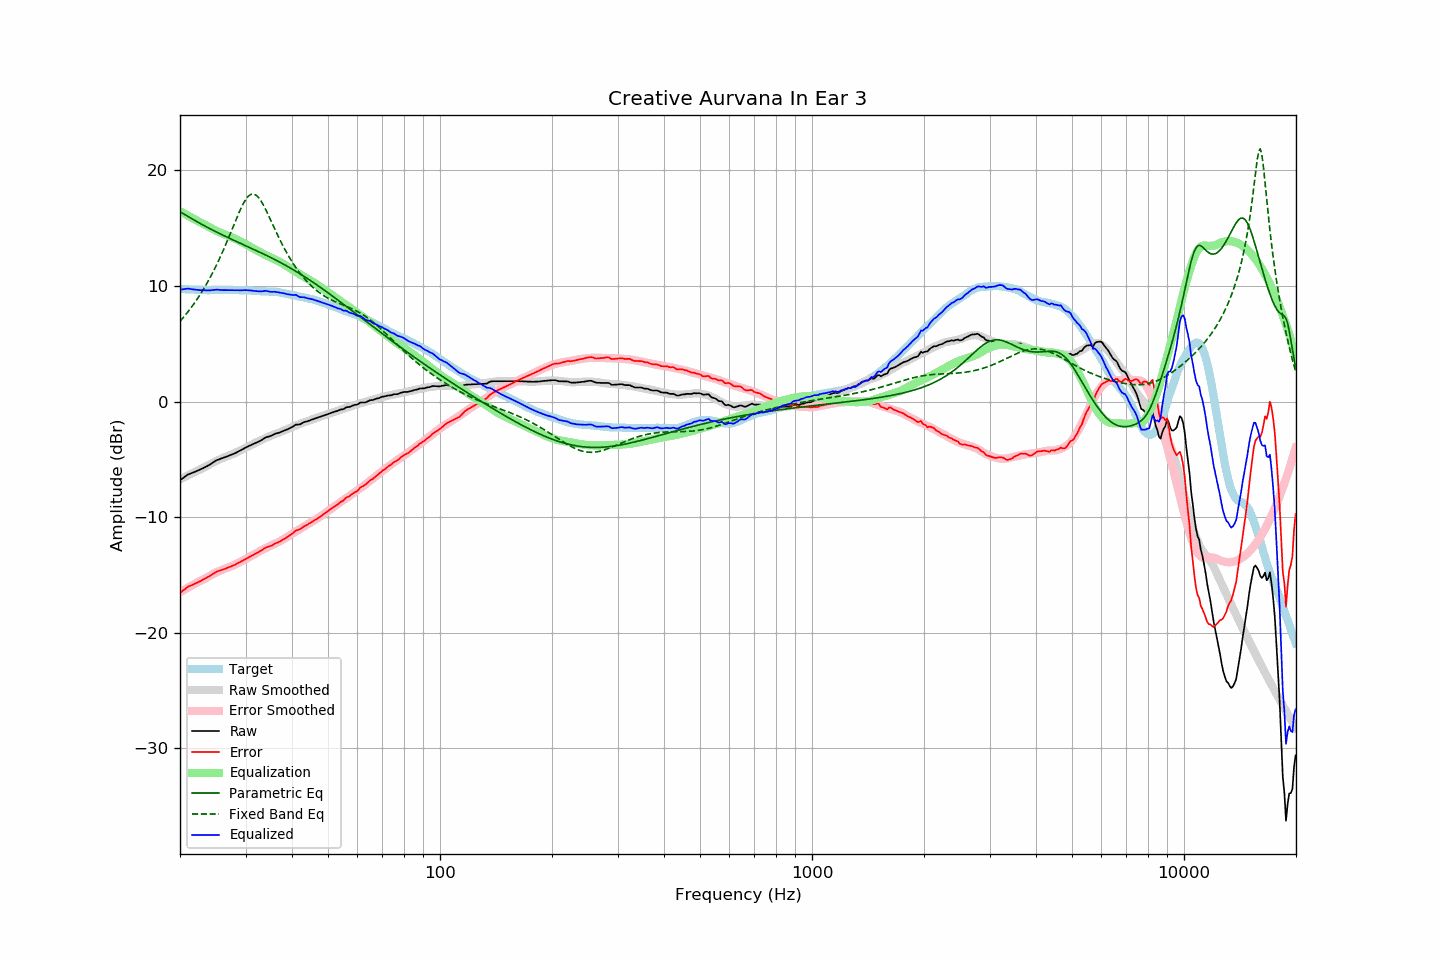 Creative Aurvana In Ear 3
Amplitude (dBr)
20
10
0
−10
−20
−30
Target
Raw Smoothed
Error Smoothed
Raw
Error
Equalization
Parametric Eq
Fixed Band Eq
Equalized
100
1000
10000
Frequency (Hz)